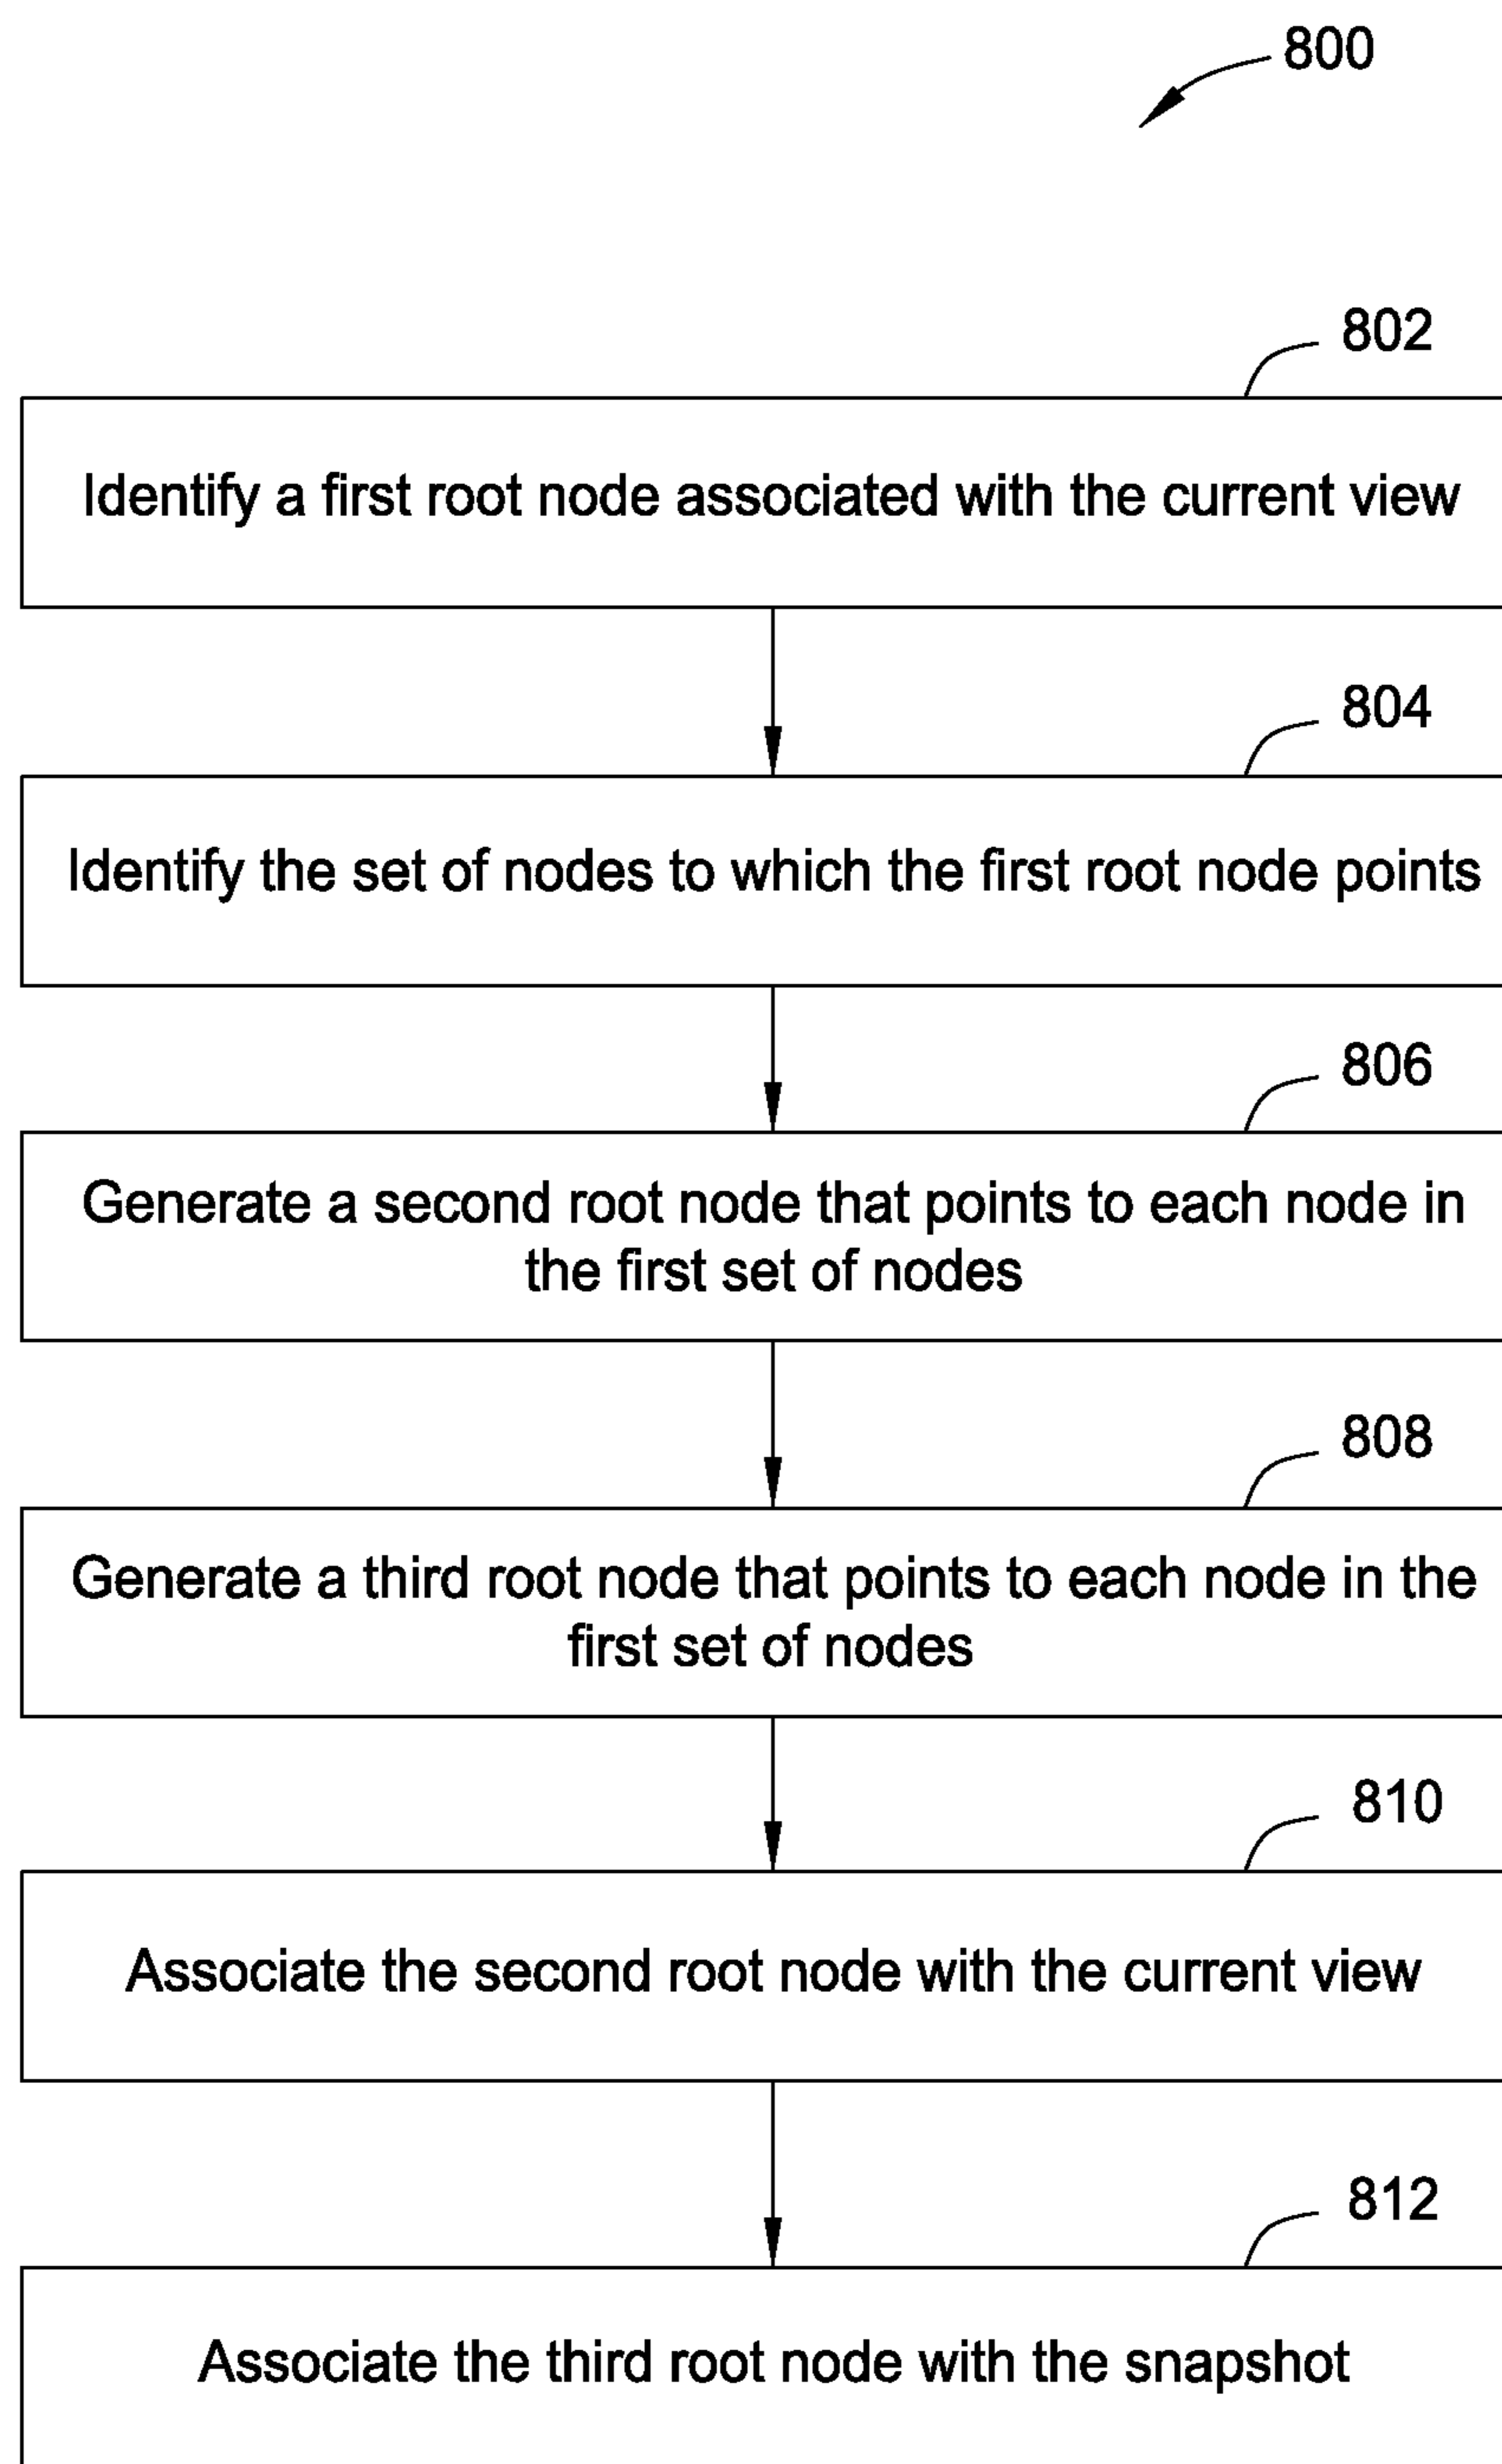 800
802
Identify a first root node associated with the current view
804
Identify the set of nodes to which the first root node points
806
Generate a second root node that points to each node in
the first set of nodes
808
Generate a third root node that points to each node in the
first set of nodes
810
Associate the second root node with the current view
812
Associate the third root node with the snapshot